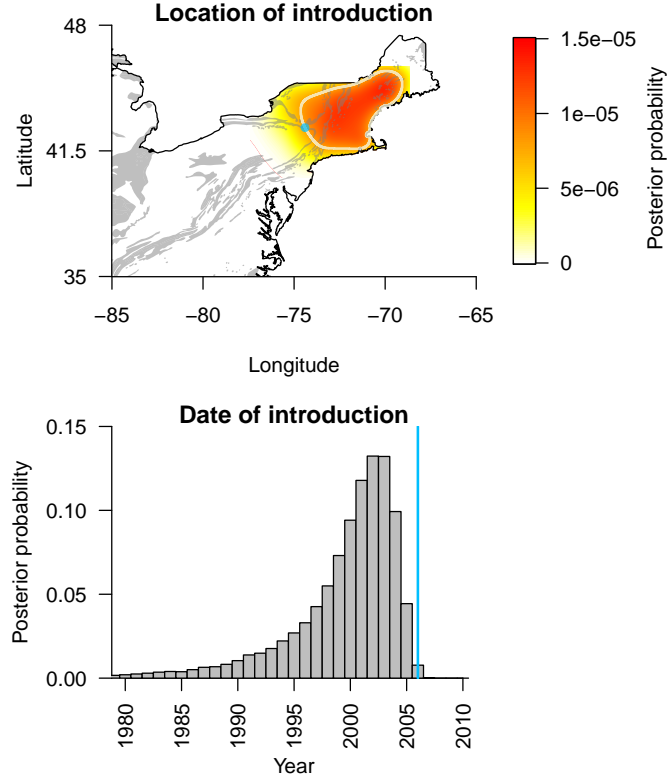 Location of introduction
48
41.5
35
Latitude
−85
−80
−75
−70
−65
Longitude
1.5e−05
1e−05
5e−06
0
Posterior probability
Date of introduction
0.15
0.10
0.05
0.00
Posterior probability
1980
1985
1990
1995
2000
2005
2010
Year